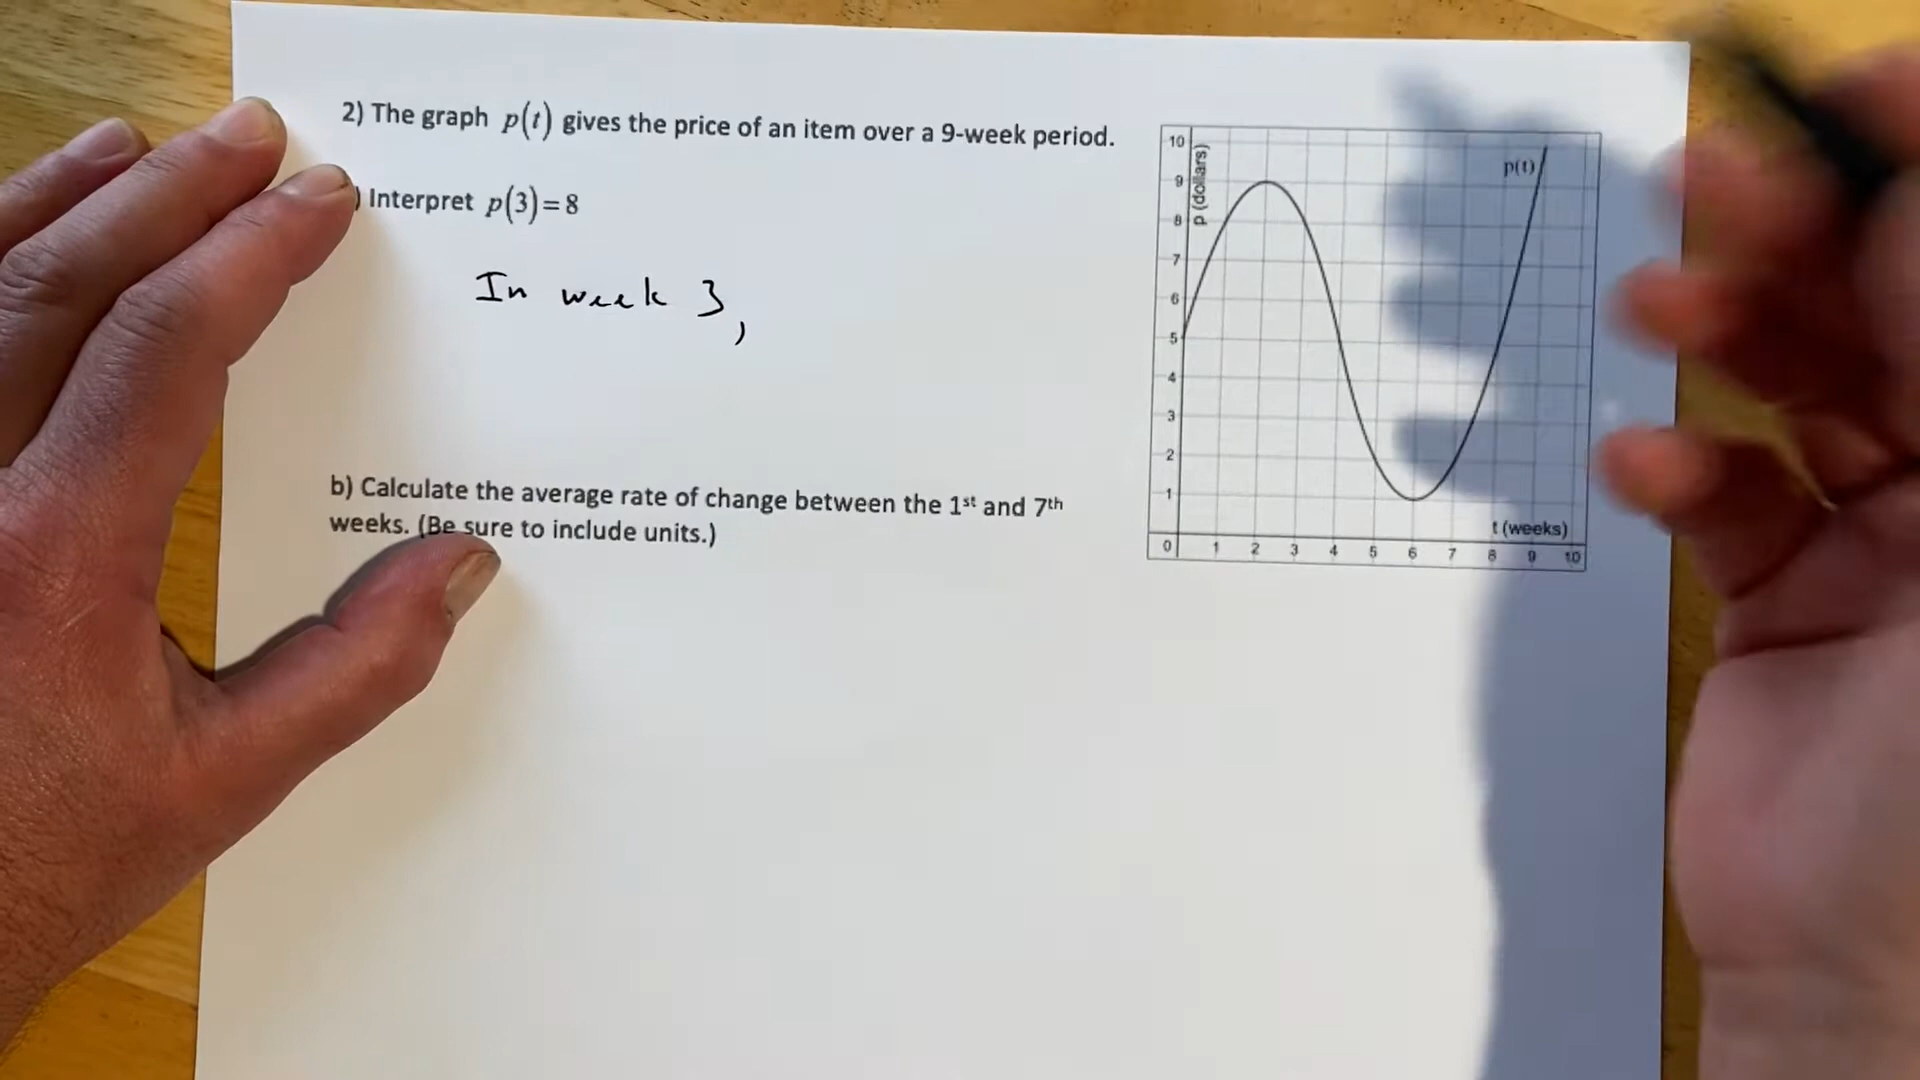 2) The graph p(t) gives the price of an item over a 9-week period.
) Interpret p(3)=8
In week 3,
b) Calculate the average rate of change between the 1st and 7th
weeks. (Be sure to include units.)
p (dollars)
p(t)
10
9
8
7
6
5
4
3
2
1
t (weeks)
0 1 2 3 4 5 6 7 8 9 10